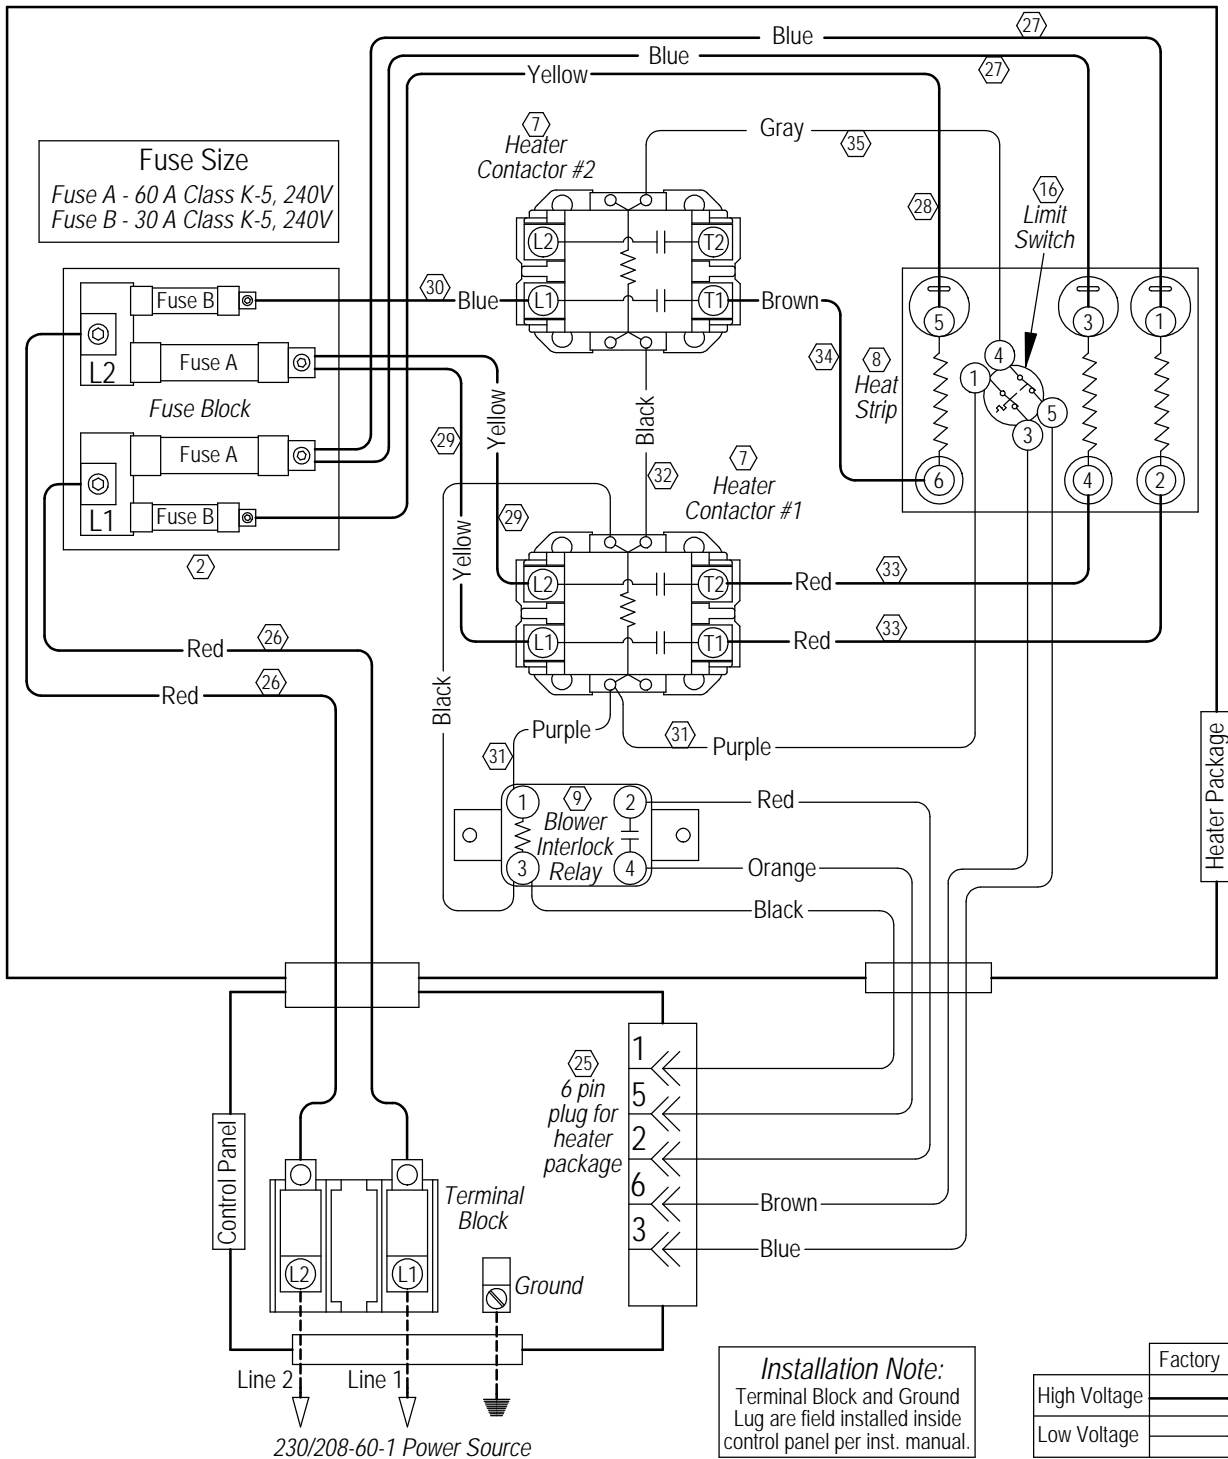 Blue
27
Blue
27
Yellow
Fuse Size
Fuse A - 60 A Class K-5, 240V
Fuse B - 30 A Class K-5, 240V
7
Heater
Contactor #2
Gray
35
28
16
Limit
Switch
L2
T2
L1
T1
30
Blue
Brown
34
8
Heat
Strip
Fuse B
Fuse A
L2
Fuse Block
Fuse A
L1
Fuse B
2
5
3
1
4
1
5
3
6
4
2
29
Yellow
Yellow
29
Black
32
7
Heater
Contactor #1
L2
T2
L1
T1
Red
33
Red
33
Red
26
Red
26
Black
Purple
31
31
Purple
1
9
2
Blower
Interlock
Relay
3
4
Red
Orange
Black
Heater Package
Control Panel
25
6 pin
plug for
heater
package
1
5
2
6
3
Brown
Blue
Terminal
Block
L2
L1
Ground
Line 2
Line 1
230/208-60-1 Power Source
Installation Note:
Terminal Block and Ground
Lug are field installed inside
control panel per inst. manual.
Factory
High Voltage
Low Voltage